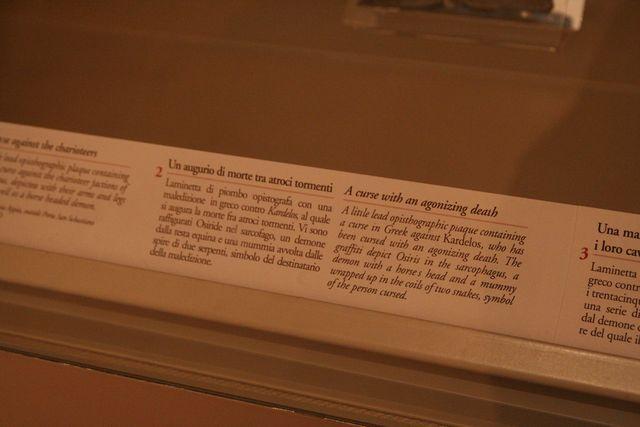 se against the charioteers
lead opisthographic plaque containing
curse against the charioteer factions of
depicting with their arms and legs
well as a horse headed demon.
2 Un augurio di morte tra atroci tormenti
Laminetta di piombo opistografa con una
maledizione in greco contro Kardelos, al quale
si augura la morte fra atroci tormenti. Vi sono
raffigurati Osiride nel sarcofago, un demone
dalla testa equina e una mummia avvolta dalle
spire di due serpenti, simbolo del destinatario
della maledizione.
A curse with an agonizing death
A little lead opisthographic plaque containing
a curse in Greek against Kardelos, who has
been cursed with an agonizing death. The
graffiti depict Osiris in the sarcophagus, a
demon with a horse's head and a mummy
wrapped up in the coils of two snakes, symbol
of the person cursed.
3 Una ma
i loro cav
Laminetta
greco contr
i trentacinqu
una serie di
dal demone c
re del quale il